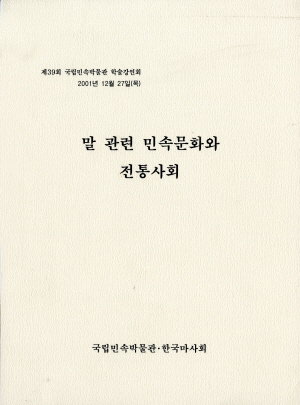 제39회 국립민속박물관 학술강연회
2001년 12월 27일(목)
말 관련 민속문화와
전통사회
국립민속박물관·한국마사회